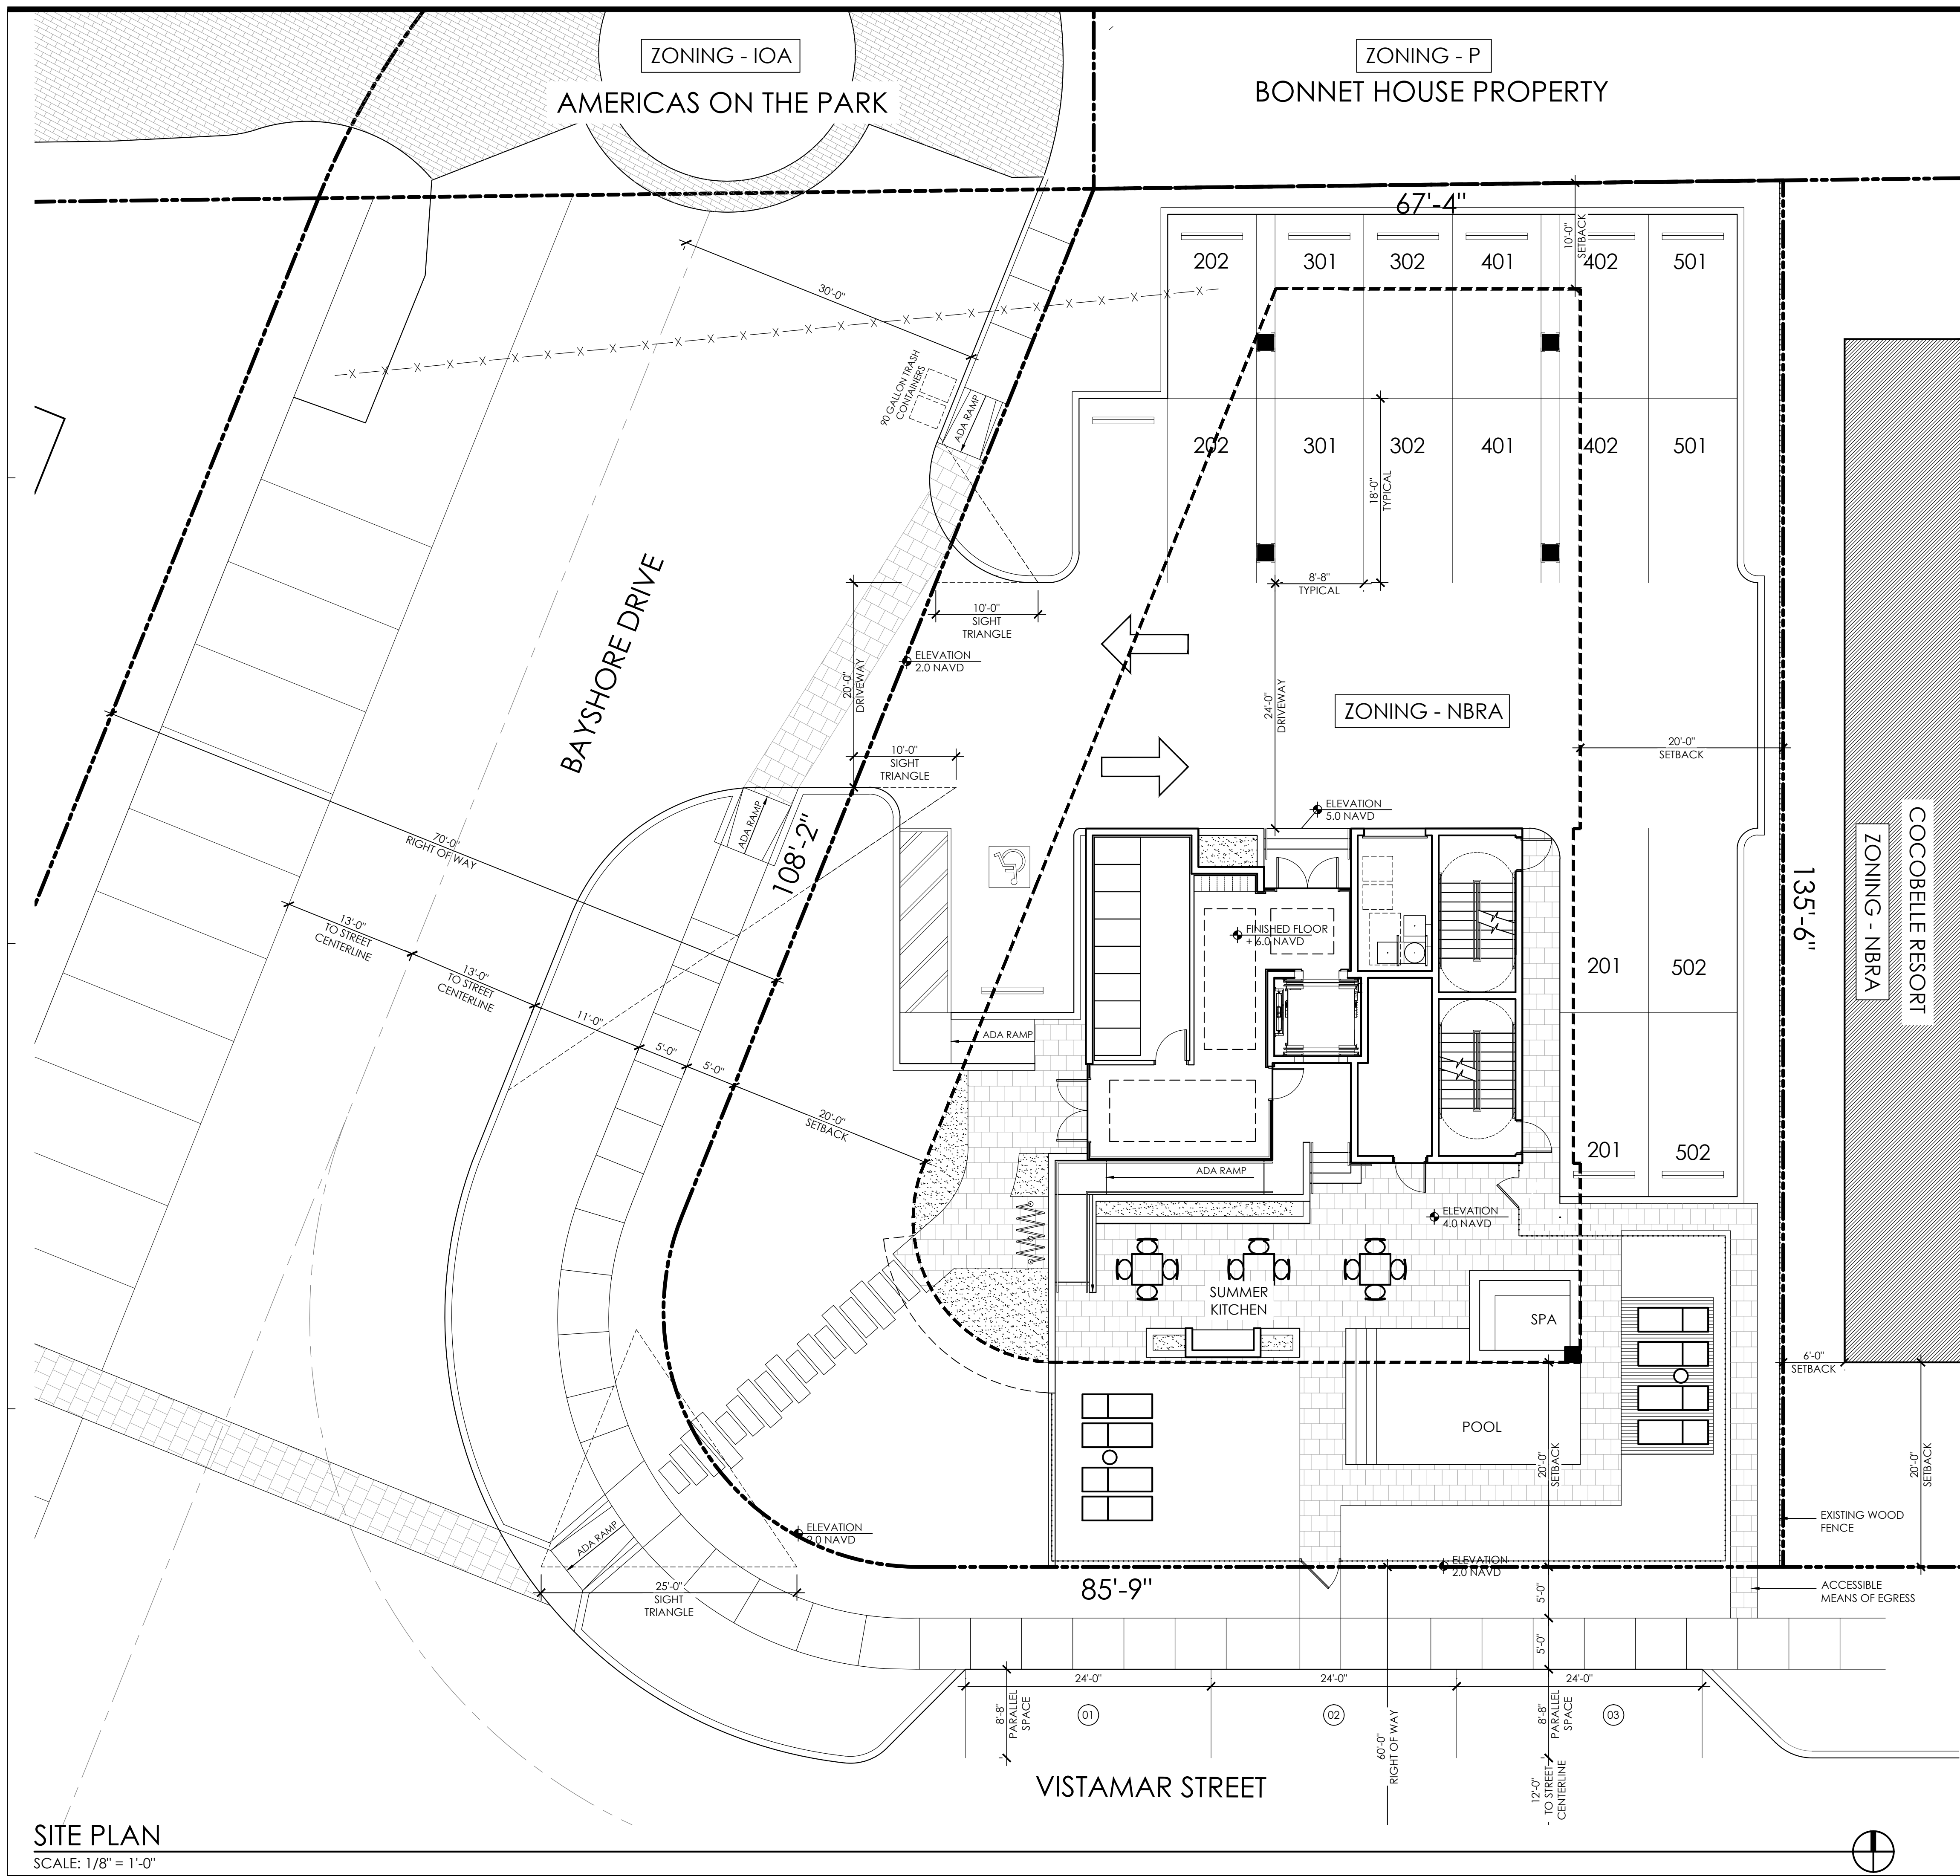 ZONING - IOA
AMERICAS ON THE PARK
ZONING - P
BONNET HOUSE PROPERTY
67'-4"
10'-0"
SETBACK
202
301
302
401
402
501
30'-0"
90 GALLON TRASH
CONTAINERS
ADA RAMP
202
301
302
401
402
501
18'-0"
TYPICAL
8'-8"
TYPICAL
10'-0"
SIGHT
TRIANGLE
BAYSHORE DRIVE
ELEVATION
2.0 NAVD
20'-0"
DRIVEWAY
24'-0"
DRIVEWAY
ZONING - NBRA
20'-0"
SETBACK
10'-0"
SIGHT
TRIANGLE
ADA RAMP
108'-2"
ELEVATION
5.0 NAVD
70'-0"
RIGHT OF WAY
13'-0"
TO STREET
CENTERLINE
13'-0"
TO STREET
CENTERLINE
11'-0"
5'-0"
5'-0"
20'-0"
SETBACK
FINISHED FLOOR
+ 6.0 NAVD
ADA RAMP
201
502
135'-6"
ZONING - NBRA
COCOBELLE RESORT
201
502
ADA RAMP
ELEVATION
4.0 NAVD
SUMMER
KITCHEN
SPA
6'-0"
SETBACK
POOL
20'-0"
SETBACK
20'-0"
SETBACK
EXISTING WOOD
FENCE
ADA RAMP
ELEVATION
2.0 NAVD
ELEVATION
2.0 NAVD
25'-0"
SIGHT
TRIANGLE
85'-9"
5'-0"
ACCESSIBLE
MEANS OF EGRESS
5'-0"
24'-0"
24'-0"
24'-0"
8'-8"
PARALLEL
SPACE
01
02
03
8'-8"
PARALLEL
SPACE
60'-0"
RIGHT OF WAY
12'-0"
TO STREET
CENTERLINE
VISTAMAR STREET
SITE PLAN
SCALE: 1/8" = 1'-0"